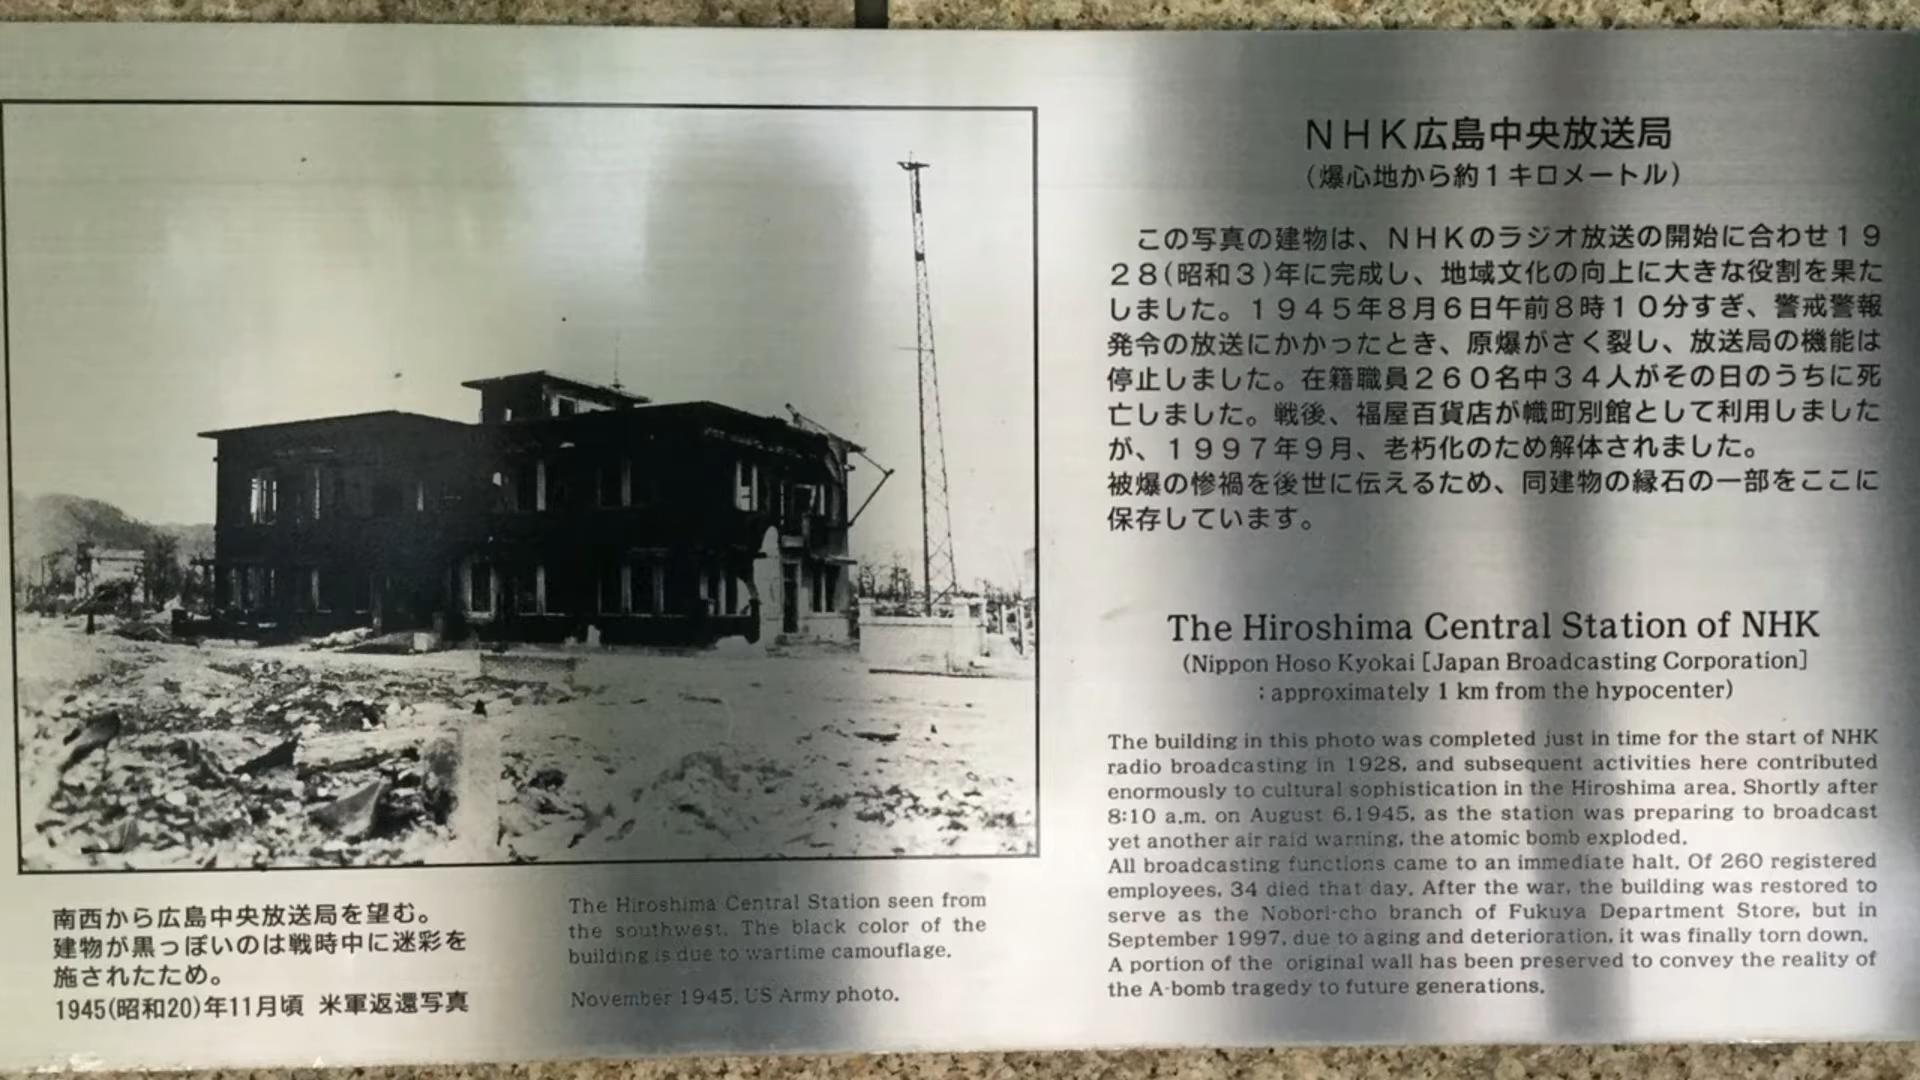 NHK広島中央放送局
(爆心地から約1キロメートル)
この写真の建物は、NHKのラジオ放送の開始に合わせ19
28(昭和3)年に完成し、地域文化の向上に大きな役割を果た
しました。1945年8月6日午前8時10分すぎ、警戒警報
発令の放送にかかったとき、原爆がさく裂し、放送局の機能は
停止しました。在籍職員260名中34人がその日のうちに死
亡しました。戦後、福屋百貨店が幟町別館として利用しました
が、1997年9月、老朽化のため解体されました。
被爆の惨禍を後世に伝えるため、同建物の縁石の一部をここに
保存しています。
The Hiroshima Central Station of NHK
(Nippon Hoso Kyokai [Japan Broadcasting Corporation]
: approximately 1 km from the hypocenter)
The building in this photo was completed just in time for the start of NHK
radio broadcasting in 1928, and subsequent activities here contributed
enormously to cultural sophistication in the Hiroshima area. Shortly after
8:10 a.m. on August 6,1945, as the station was preparing to broadcast
yet another air raid warning, the atomic bomb exploded.
All broadcasting functions came to an immediate halt. Of 260 registered
employees, 34 died that day. After the war, the building was restored to
serve as the Nobori-cho branch of Fukuya Department Store, but in
September 1997, due to aging and deterioration, it was finally torn down.
A portion of the original wall has been preserved to convey the reality of
the A-bomb tragedy to future generations.
南西から広島中央放送局を望む。
建物が黒っぽいのは戦時中に迷彩を
施されたため。
1945(昭和20)年11月頃 米軍返還写真
The Hiroshima Central Station seen from
the southwest. The black color of the
building is due to wartime camouflage.
November 1945, US Army photo.